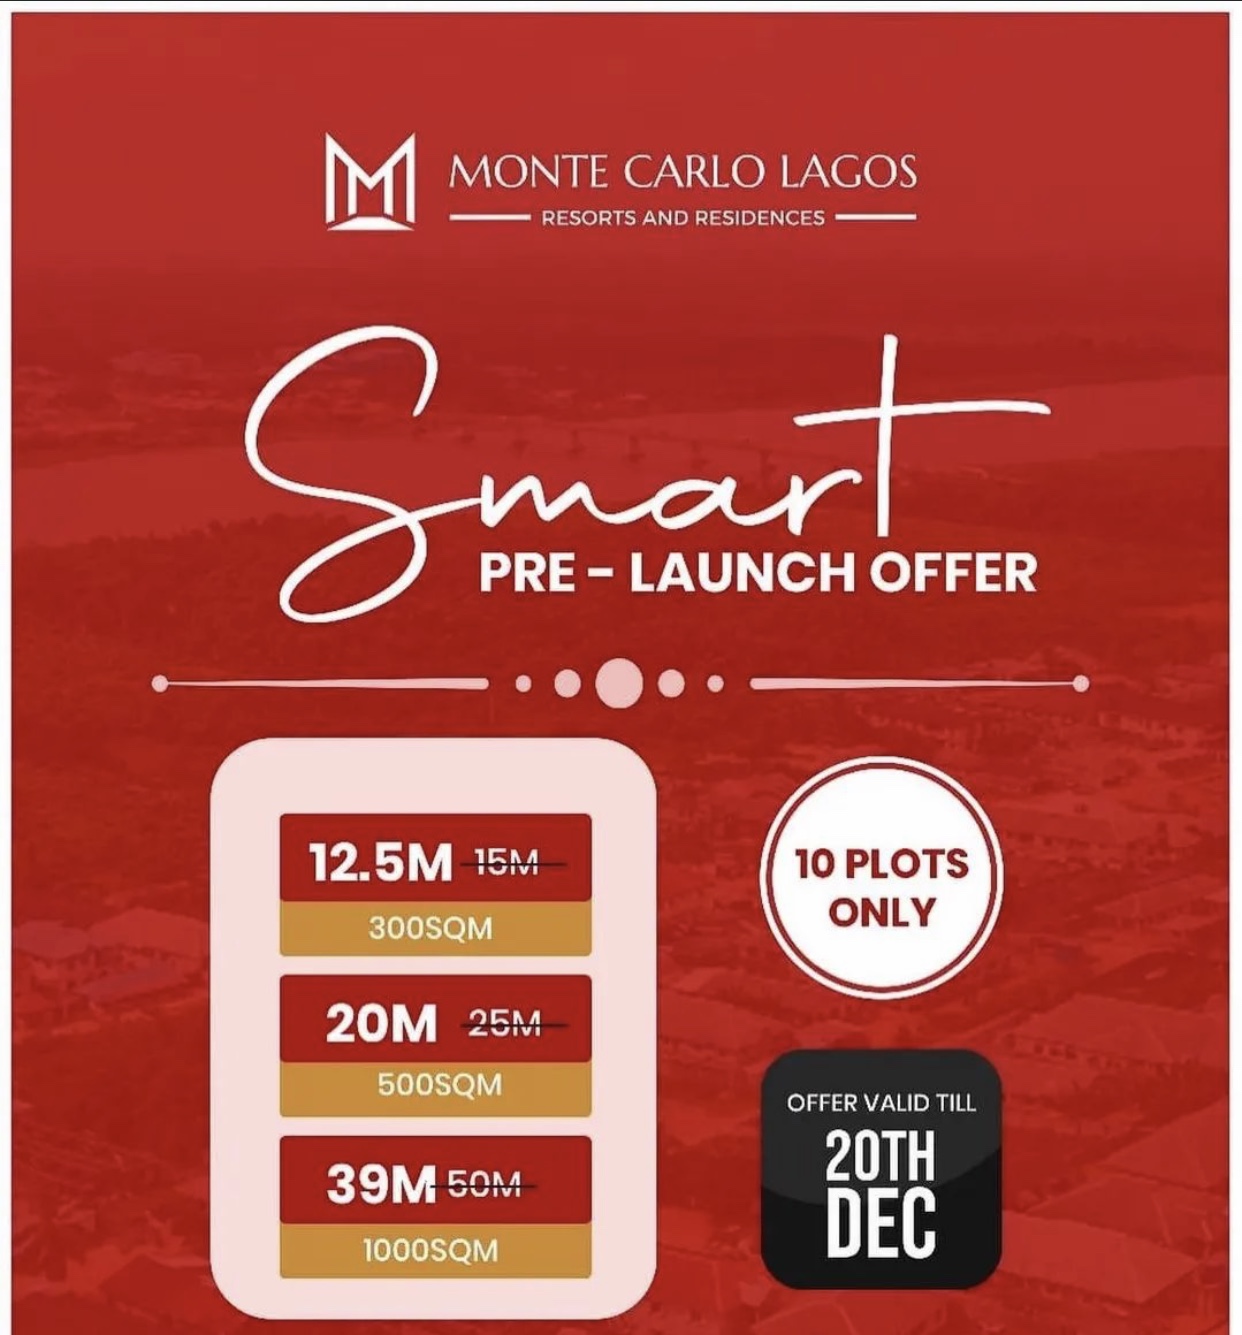 MONTE CARLO LAGOS
RESORTS AND RESIDENCES
Smart
PRE - LAUNCH OFFER
12.5M 15M
300SQM
20M 25M
500SQM
39M 50M
1000SQM
10 PLOTS
ONLY
OFFER VALID TILL
20TH
DEC